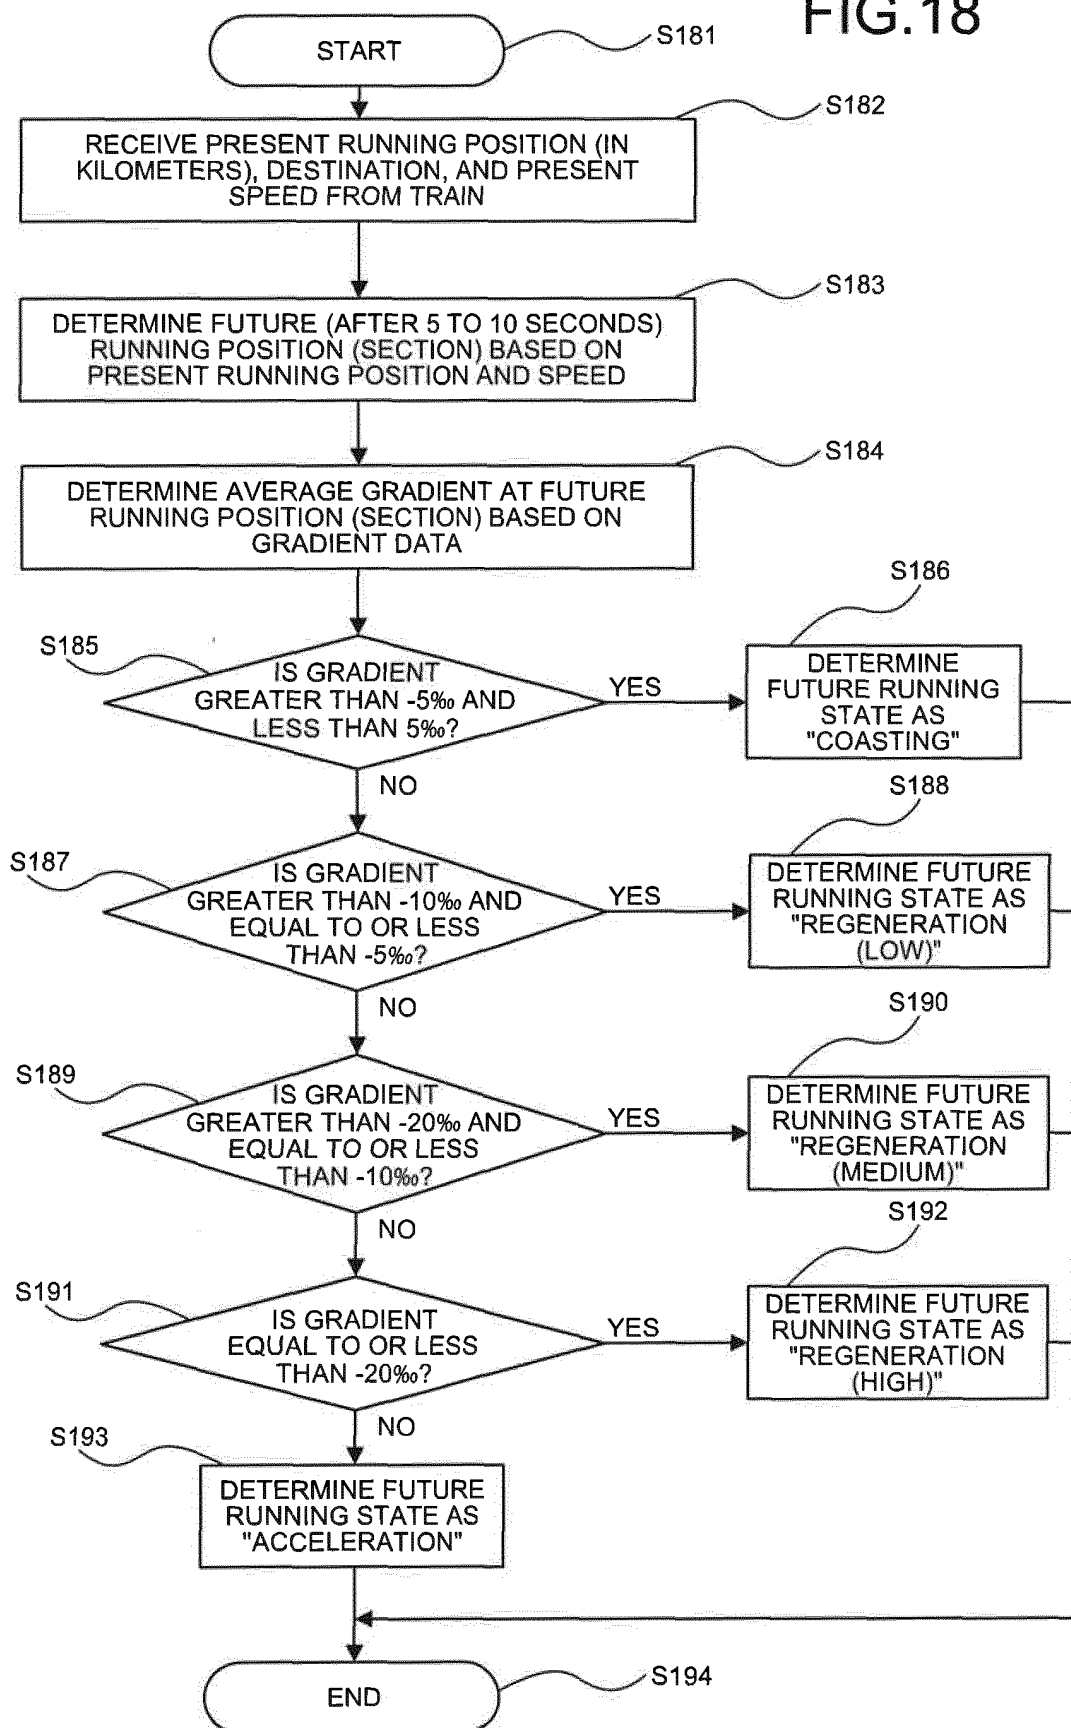 FIG.18
START
S181
S182
RECEIVE PRESENT RUNNING POSITION (IN
KILOMETERS), DESTINATION, AND PRESENT
SPEED FROM TRAIN
S183
DETERMINE FUTURE (AFTER 5 TO 10 SECONDS)
RUNNING POSITION (SECTION) BASED ON
PRESENT RUNNING POSITION AND SPEED
S184
DETERMINE AVERAGE GRADIENT AT FUTURE
RUNNING POSITION (SECTION) BASED ON
GRADIENT DATA
S185
IS GRADIENT
GREATER THAN -5‰ AND
LESS THAN 5‰?
YES
NO
S186
DETERMINE
FUTURE RUNNING
STATE AS
"COASTING"
S187
IS GRADIENT
GREATER THAN -10‰ AND
EQUAL TO OR LESS
THAN -5‰?
YES
NO
S188
DETERMINE FUTURE
RUNNING STATE AS
"REGENERATION
(LOW)"
S189
IS GRADIENT
GREATER THAN -20‰ AND
EQUAL TO OR LESS
THAN -10‰?
YES
NO
S190
DETERMINE FUTURE
RUNNING STATE AS
"REGENERATION
(MEDIUM)"
S191
IS GRADIENT
EQUAL TO OR LESS
THAN -20‰?
YES
NO
S192
DETERMINE FUTURE
RUNNING STATE AS
"REGENERATION
(HIGH)"
S193
DETERMINE FUTURE
RUNNING STATE AS
"ACCELERATION"
END
S194